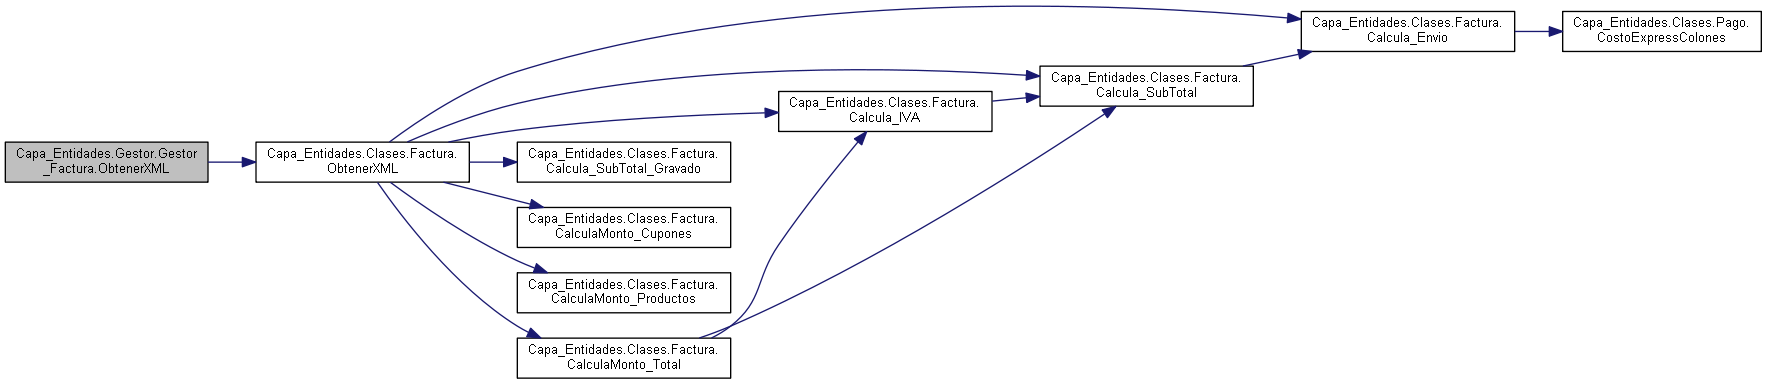 Capa_Entidades.Gestor.Gestor
_Factura.ObtenerXML
Capa_Entidades.Clases.Factura.
ObtenerXML
Capa_Entidades.Clases.Factura.
Calcula_Envio
Capa_Entidades.Clases.Pago.
CostoExpressColones
Capa_Entidades.Clases.Factura.
Calcula_SubTotal
Capa_Entidades.Clases.Factura.
Calcula_IVA
Capa_Entidades.Clases.Factura.
Calcula_SubTotal_Gravado
Capa_Entidades.Clases.Factura.
CalculaMonto_Cupones
Capa_Entidades.Clases.Factura.
CalculaMonto_Productos
Capa_Entidades.Clases.Factura.
CalculaMonto_Total